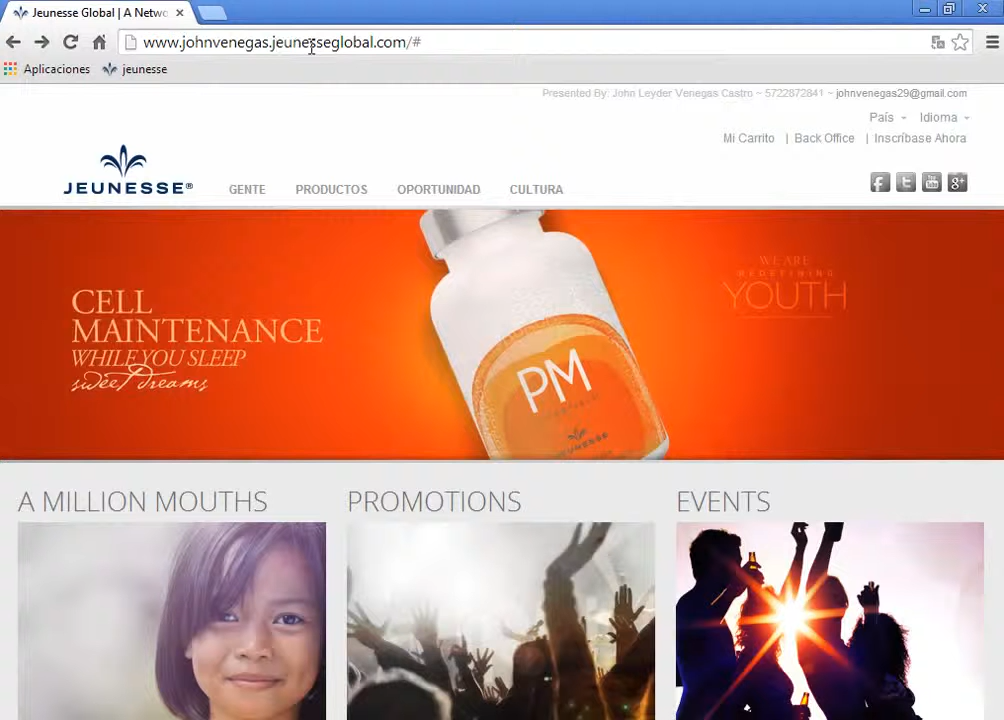 Jeunesse Global | A Netwo
www.johnvenegas.jeunesseglobal.com/#
Aplicaciones jeunesse
Presented By: John Leyder Venegas Castro ~ 5722872841 ~ johnvenegas29@gmail.com
País Idioma
Mi Carrito | Back Office | Inscríbase Ahora
JEUNESSE®
GENTE PRODUCTOS OPORTUNIDAD CULTURA
CELL
MAINTENANCE
WHILE YOU SLEEP
sweet dreams
PM
JEUNESSE
WE ARE
REDEFINING
YOUTH
A MILLION MOUTHS
PROMOTIONS
EVENTS